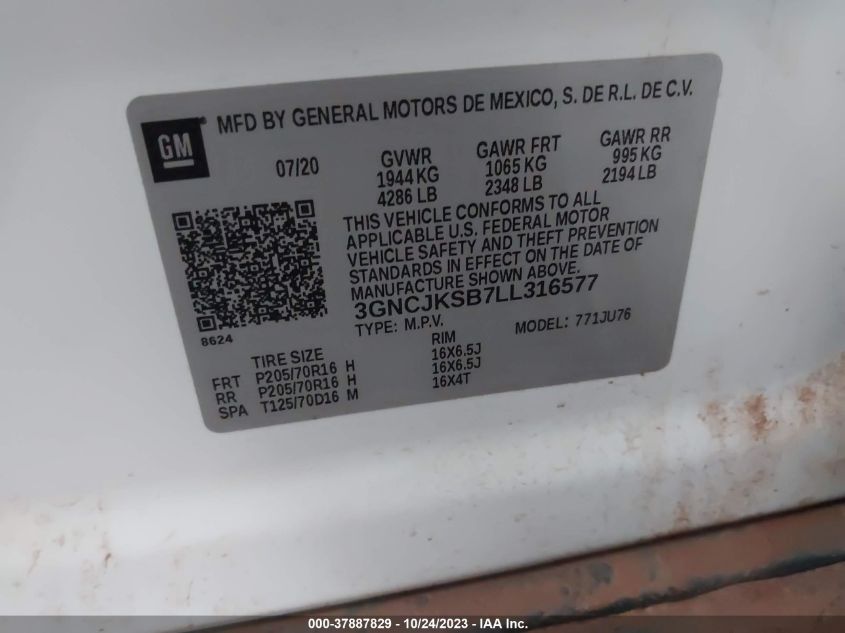 GM
MFD BY GENERAL MOTORS DE MEXICO, S. DE R.L. DE C.V.
07/20
GVWR
1944 KG
4286 LB
GAWR FRT
1065 KG
2348 LB
GAWR RR
995 KG
2194 LB
THIS VEHICLE CONFORMS TO ALL
APPLICABLE U.S. FEDERAL MOTOR
VEHICLE SAFETY AND THEFT PREVENTION
STANDARDS IN EFFECT ON THE DATE OF
MANUFACTURE SHOWN ABOVE.
3GNCJKSB7LL316577
TYPE: M.P.V.
MODEL: 771JU76
8624
TIRE SIZE RIM
FRT P205/70R16 H 16X6.5J
RR P205/70R16 H 16X6.5J
SPA T125/70D16 M 16X4T
000-37887829 - 10/24/2023 - IAA Inc.